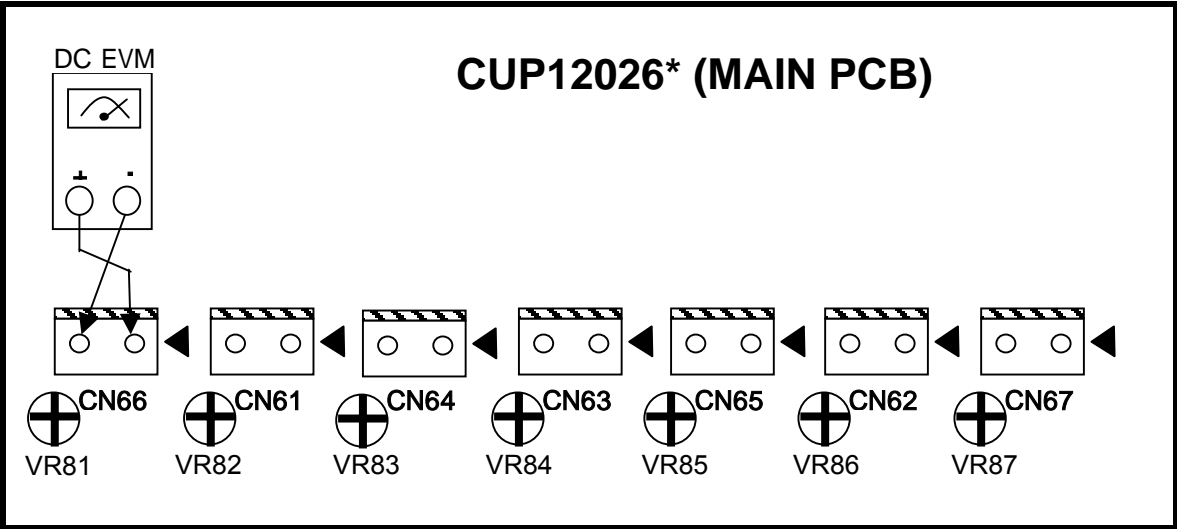 DC EVM
CUP12026* (MAIN PCB)
+ -
CN66 CN61 CN64 CN63 CN65 CN62 CN67
VR81 VR82 VR83 VR84 VR85 VR86 VR87